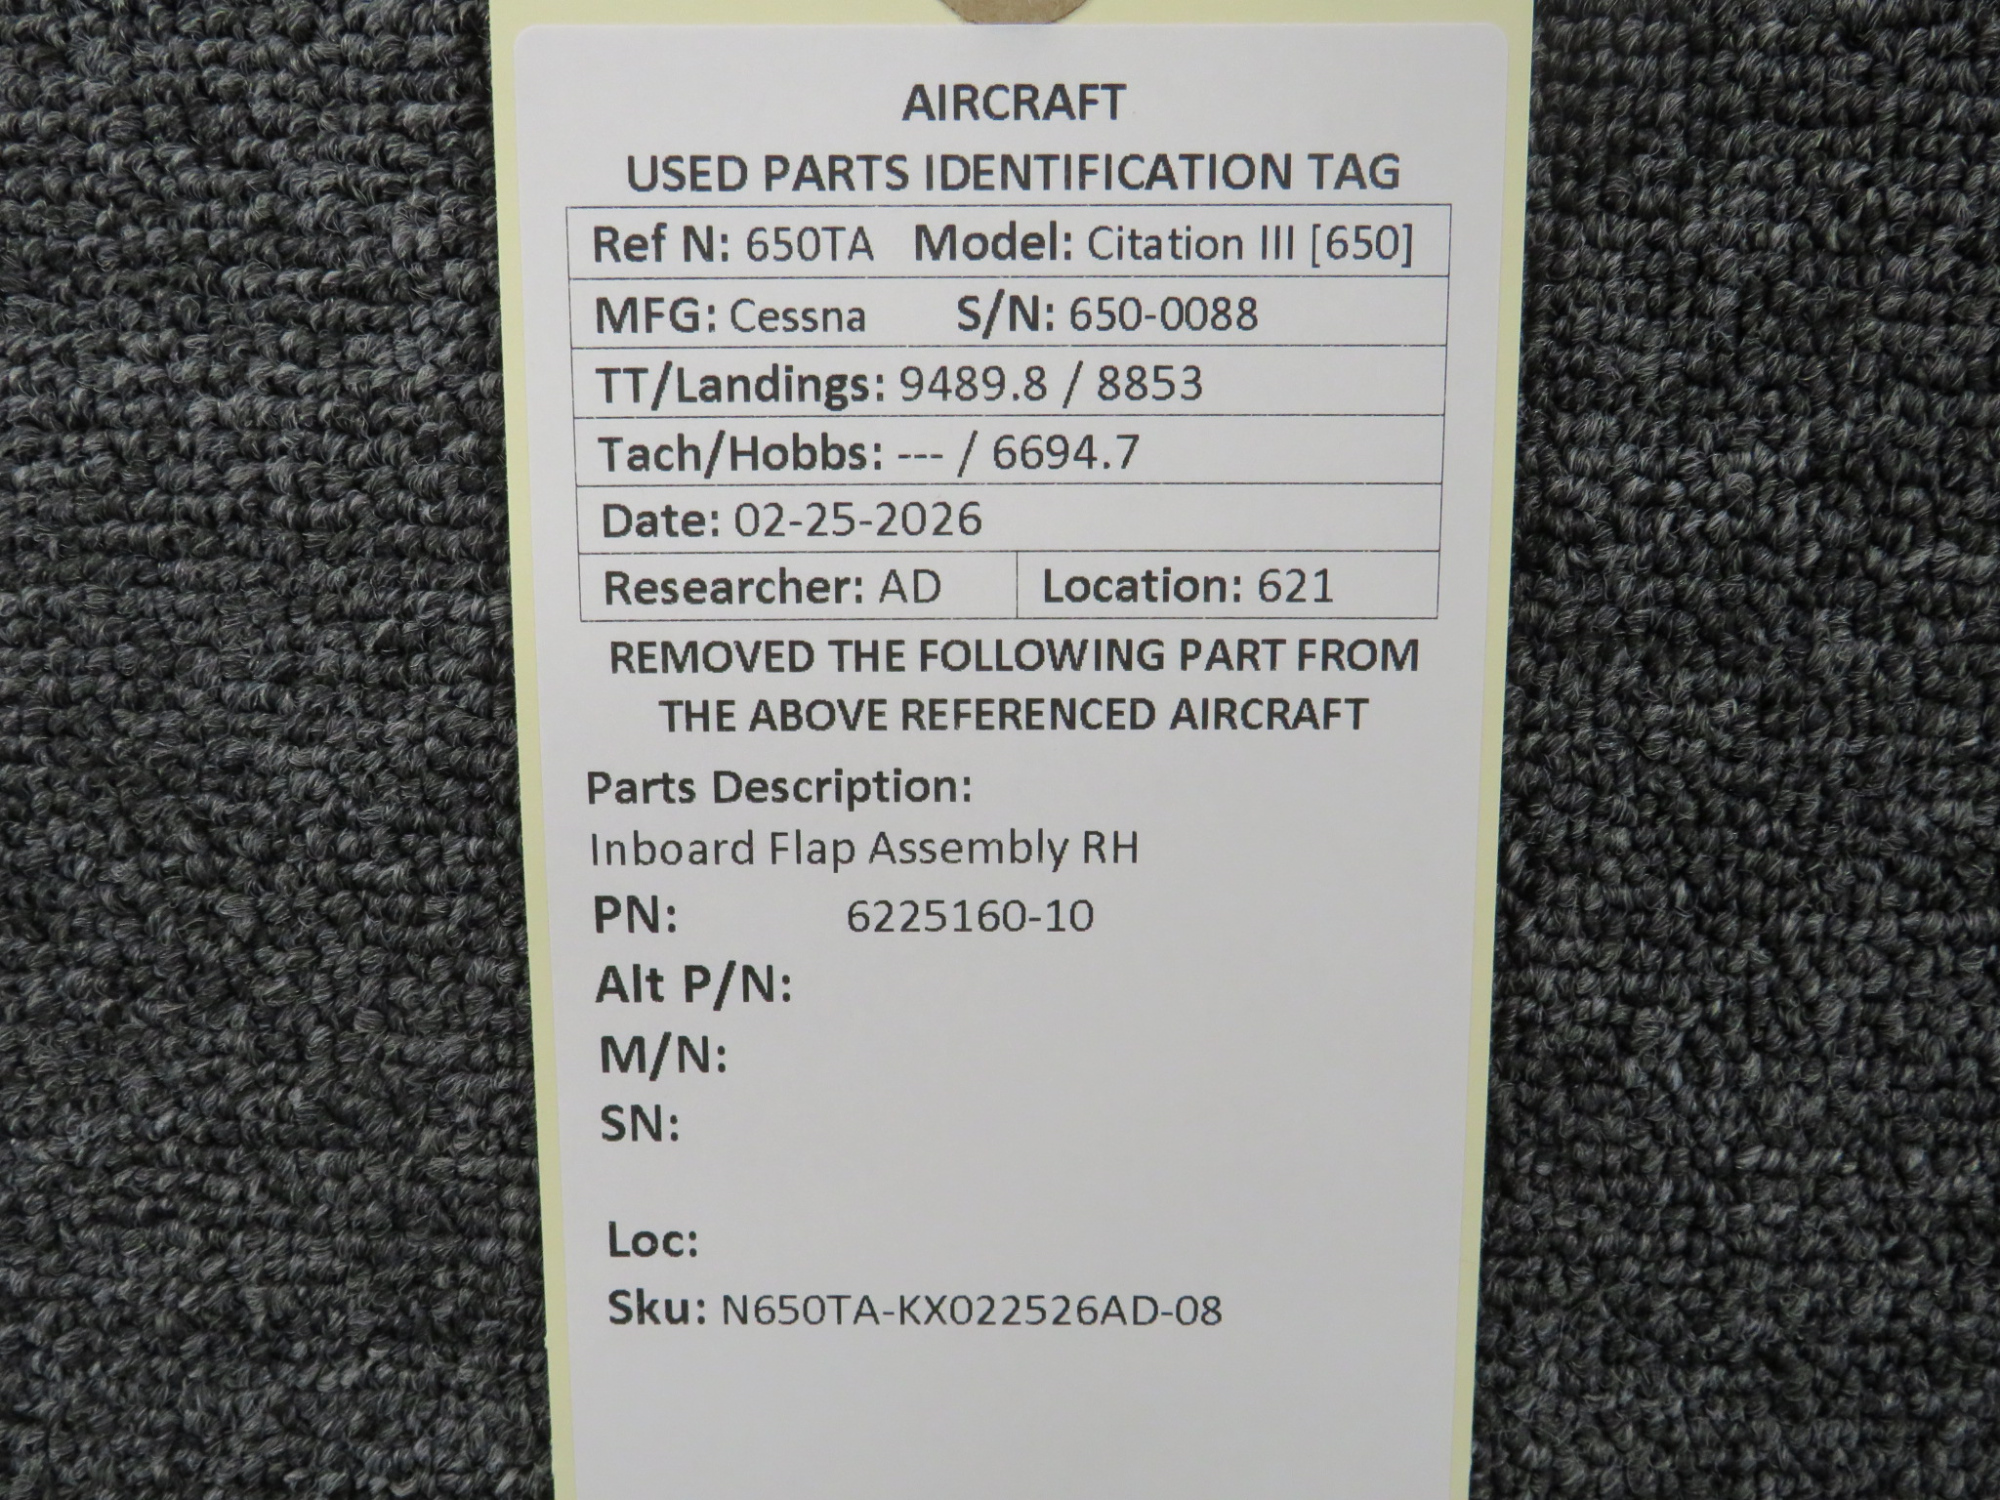 AIRCRAFT
USED PARTS IDENTIFICATION TAG
Ref N: 650TA Model: Citation III [650]
MFG: Cessna S/N: 650-0088
TT/Landings: 9489.8 / 8853
Tach/Hobbs: --- / 6694.7
Date: 02-25-2026
Researcher: AD Location: 621
REMOVED THE FOLLOWING PART FROM
THE ABOVE REFERENCED AIRCRAFT
Parts Description:
Inboard Flap Assembly RH
PN: 6225160-10
Alt P/N:
M/N:
SN:
Loc:
Sku: N650TA-KX022526AD-08